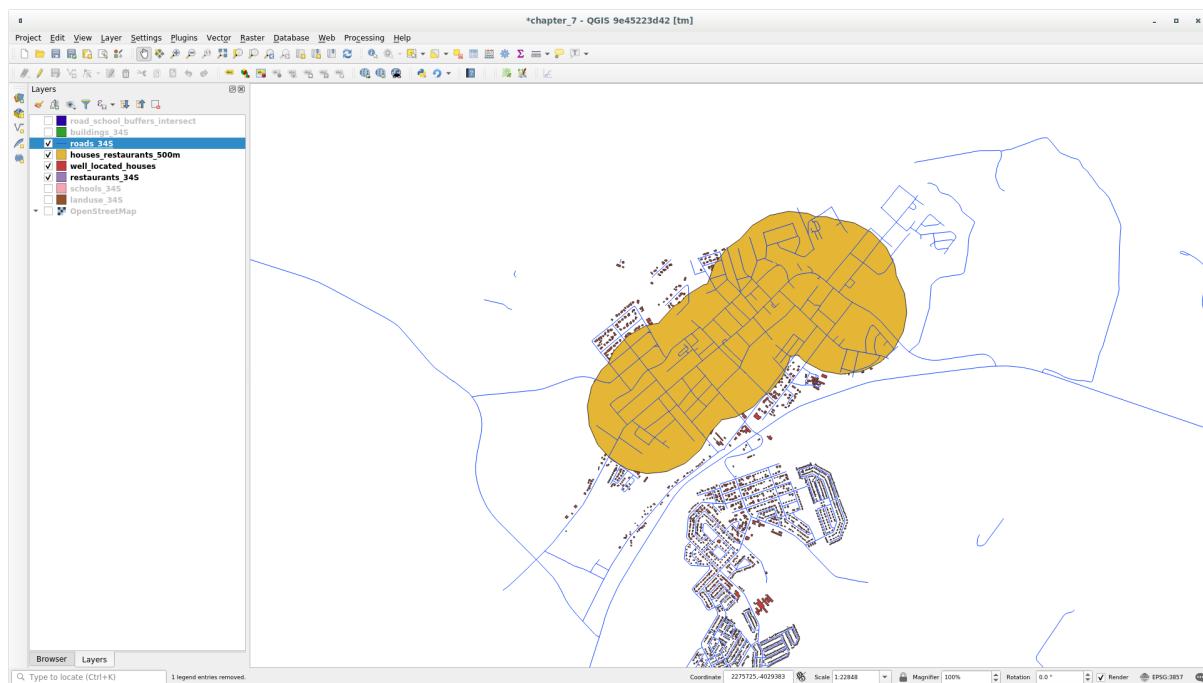 *chapter_7 - QGIS 9e45223d42 [tm]
Project Edit View Layer Settings Plugins Vector Raster Database Web Processing Help
Layers
road_school_buffers_intersect
buildings_34S
roads_34S
houses_restaurants_500m
well_located_houses
restaurants_34S
schools_34S
landuse_34S
OpenStreetMap
Browser Layers
Type to locate (Ctrl+K) 1 legend entries removed. Coordinate 2275725,-4029383 Scale 1:22848 Magnifier 100% Rotation 0.0 ° Render EPSG:3857